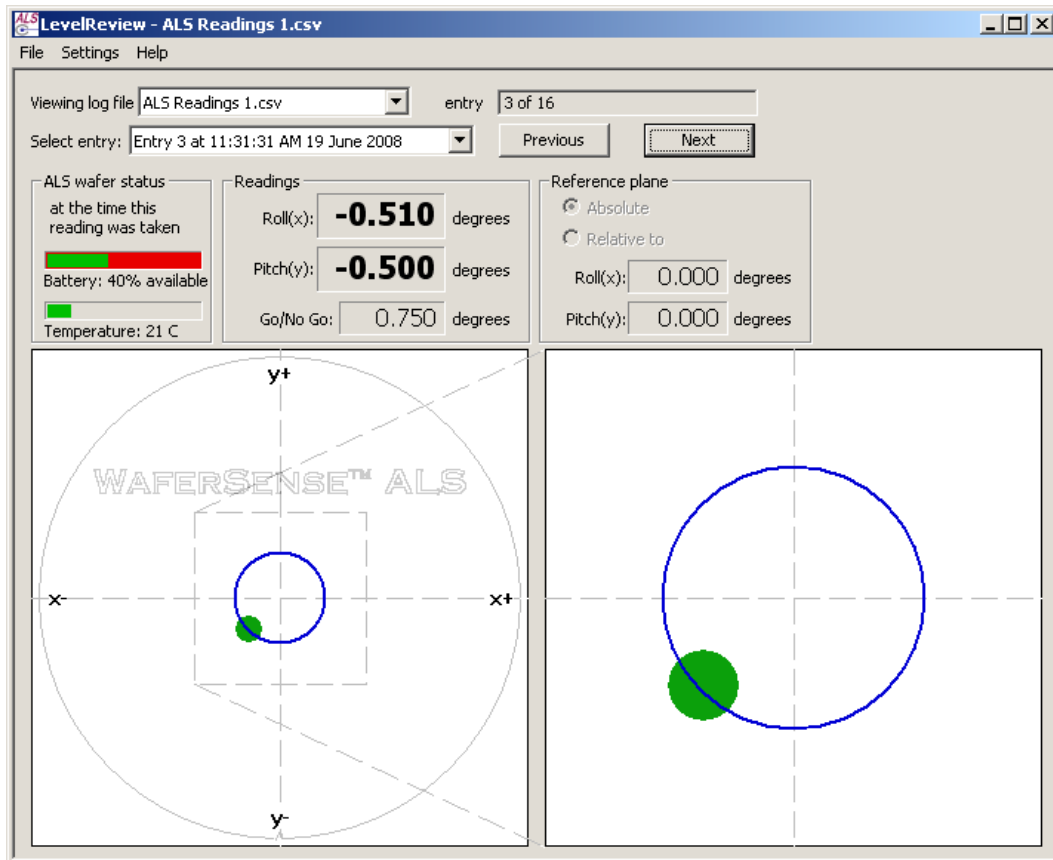 ALS
LevelReview - ALS Readings 1.csv
File Settings Help
Viewing log file ALS Readings 1.csv entry 3 of 16
Select entry: Entry 3 at 11:31:31 AM 19 June 2008 Previous Next
ALS wafer status
at the time this
reading was taken
Battery: 40% available
Temperature: 21 C
Readings
Roll(x): -0.510 degrees
Pitch(y): -0.500 degrees
Go/No Go: 0.750 degrees
Reference plane
Absolute
Relative to
Roll(x): 0.000 degrees
Pitch(y): 0.000 degrees
y+
WAFERSENSE™ ALS
x- x+
y-